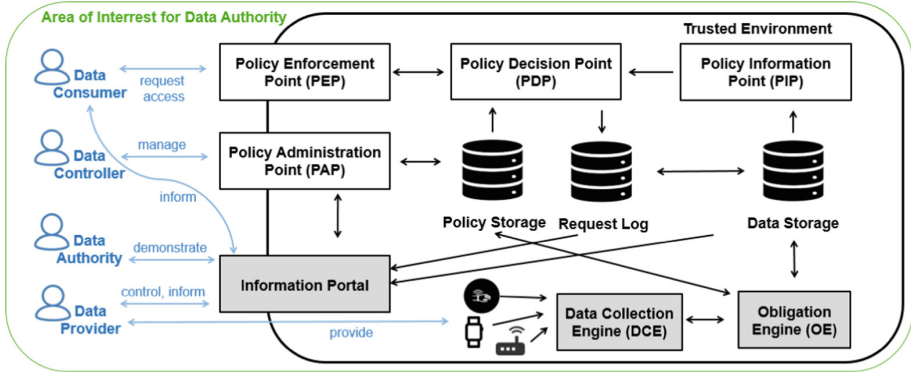 Area of Interrest for Data Authority
Trusted Environment
Data
Consumer
request
access
Policy Enforcement
Point (PEP)
Policy Decision Point
(PDP)
Policy Information
Point (PIP)
Data
Controller
manage
Policy Administration
Point (PAP)
inform
Policy Storage
Request Log
Data Storage
Data
Authority
demonstrate
Information Portal
Data
Provider
control, inform
provide
Data Collection
Engine (DCE)
Obligation
Engine (OE)